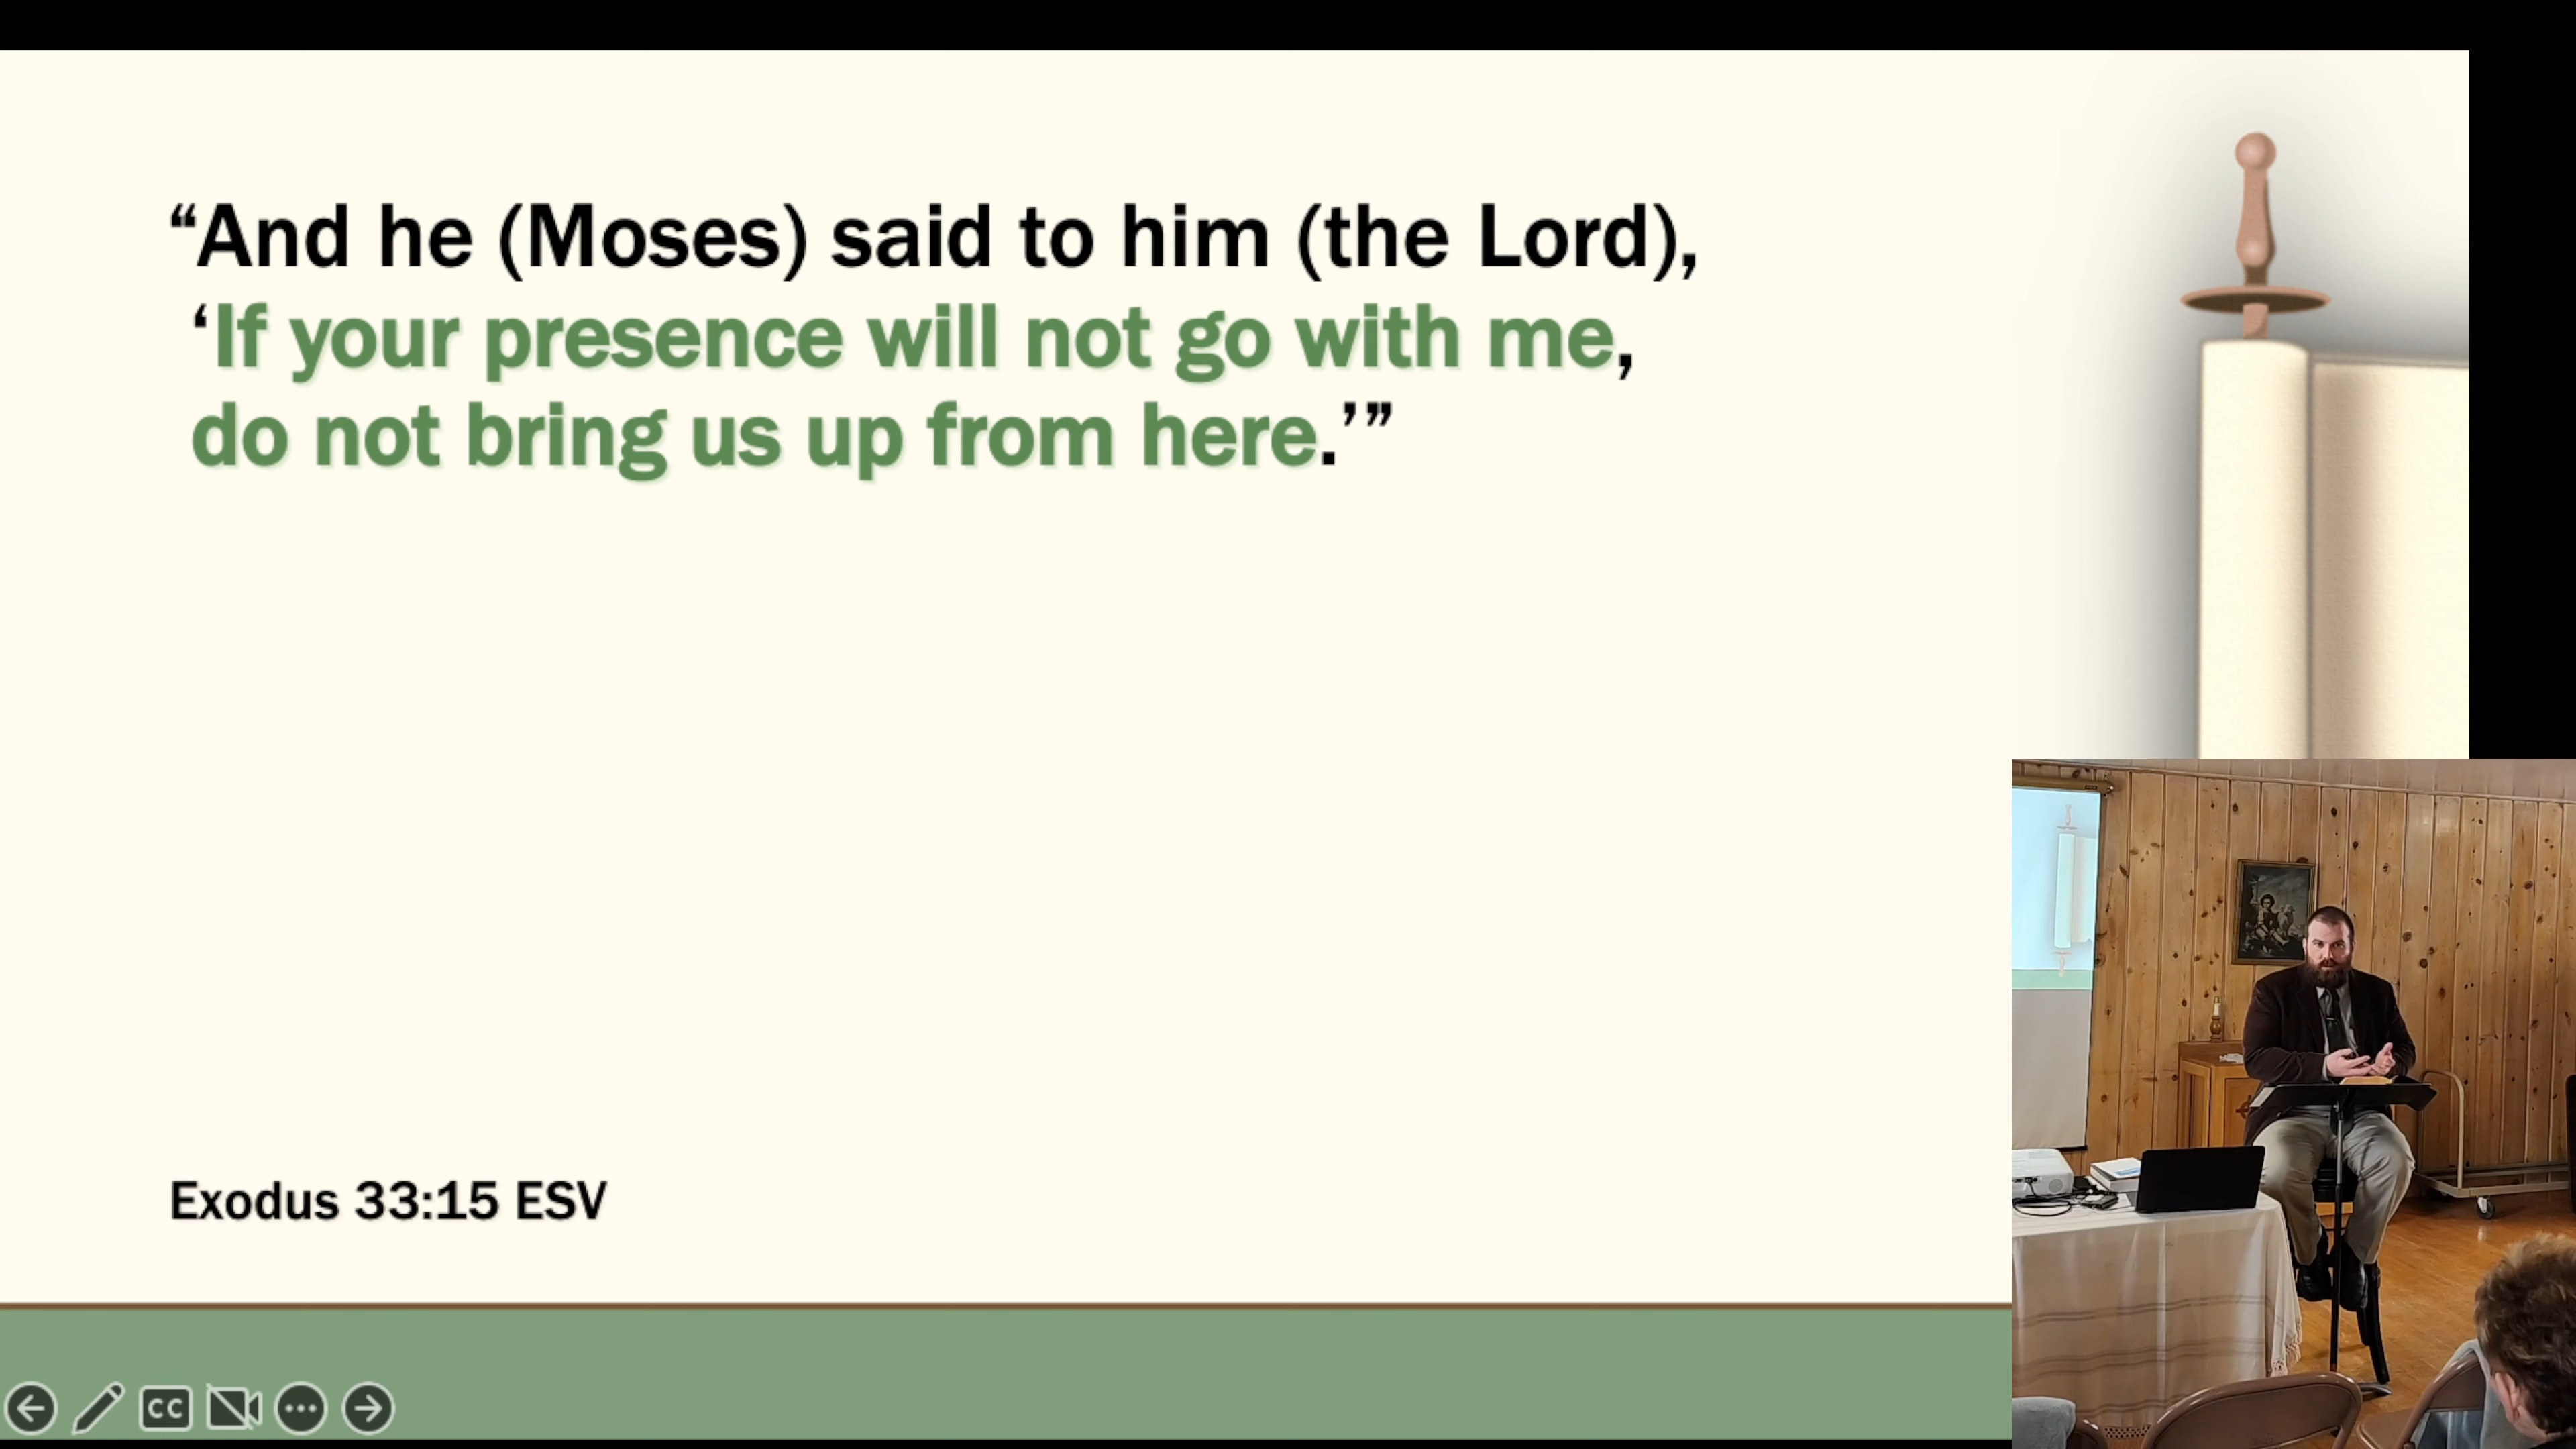 “And he (Moses) said to him (the Lord),
‘If your presence will not go with me,
do not bring us up from here.’”
Exodus 33:15 ESV
CC